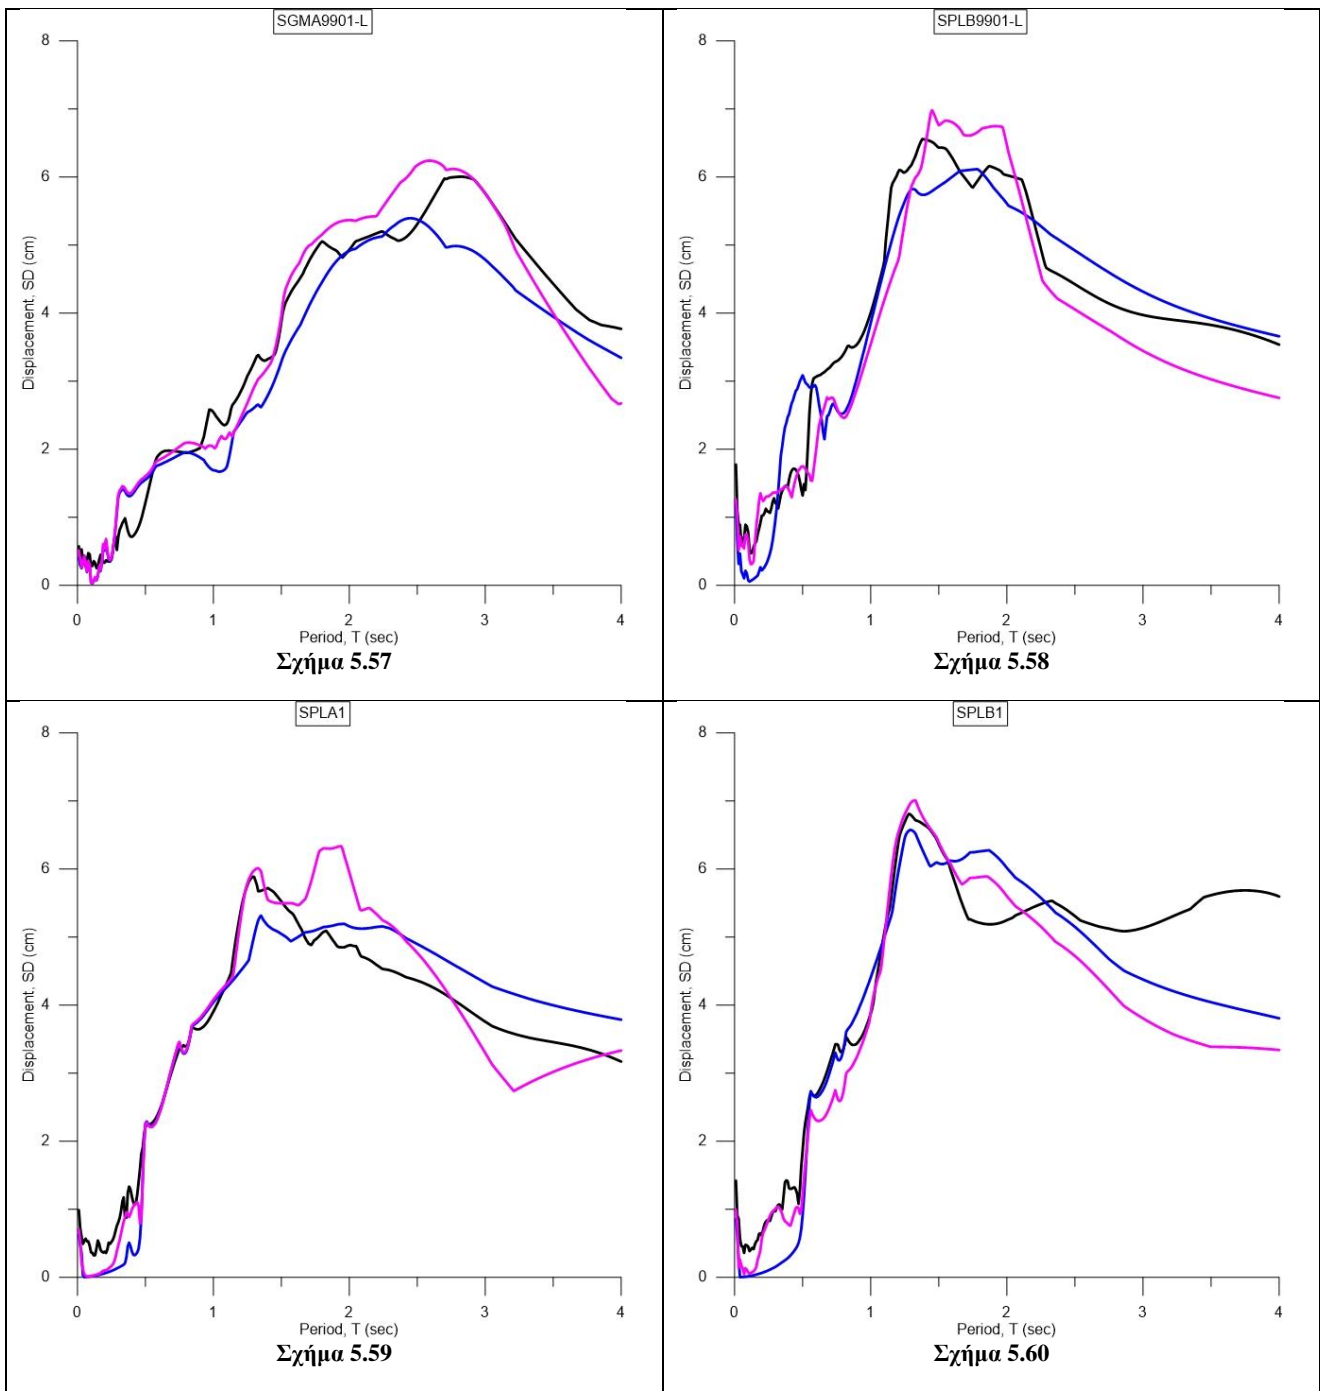 SGMA9901-L
8
6
4
2
0
Displacement, SD (cm)
0 1 2 3 4
Period, T (sec)
Σχήμα 5.57
SPLB9901-L
8
6
4
2
0
Displacement, SD (cm)
0 1 2 3 4
Period, T (sec)
Σχήμα 5.58
SPLA1
8
6
4
2
0
Displacement, SD (cm)
0 1 2 3 4
Period, T (sec)
Σχήμα 5.59
SPLB1
8
6
4
2
0
Displacement, SD (cm)
0 1 2 3 4
Period, T (sec)
Σχήμα 5.60